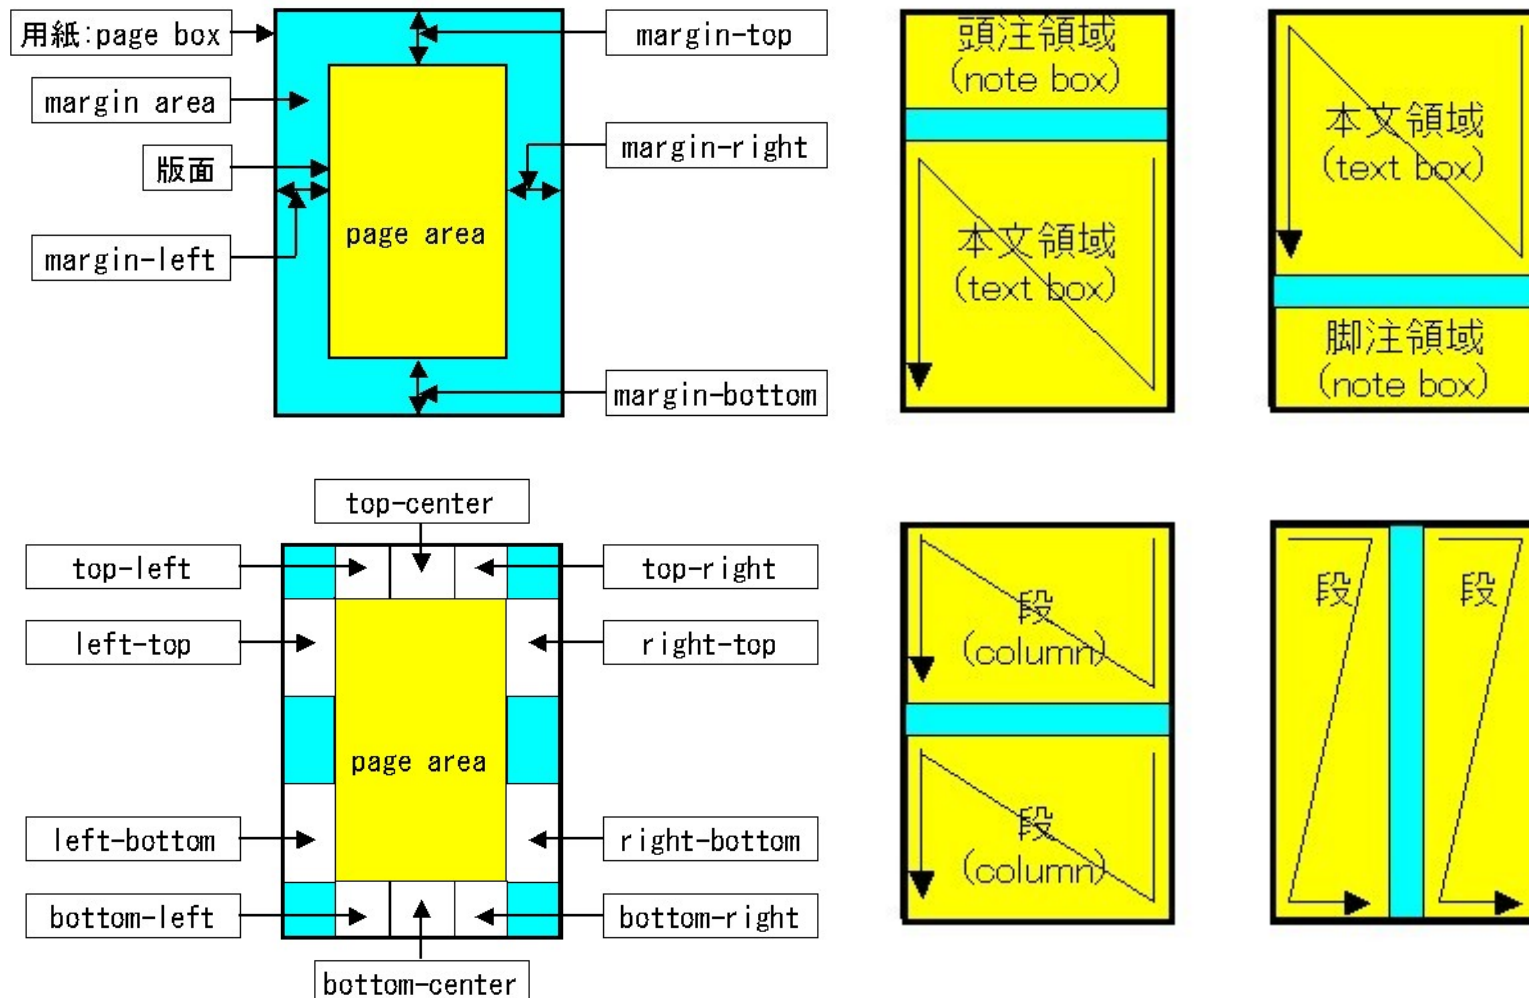 用紙:page box
margin-top
margin area
margin-right
版面
page area
margin-left
margin-bottom
頭注領域
(note box)
本文領域
(text box)
本文領域
(text box)
脚注領域
(note box)
top-center
top-left
top-right
left-top
right-top
page area
left-bottom
right-bottom
bottom-left
bottom-right
bottom-center
段
(column)
段
(column)
段
段